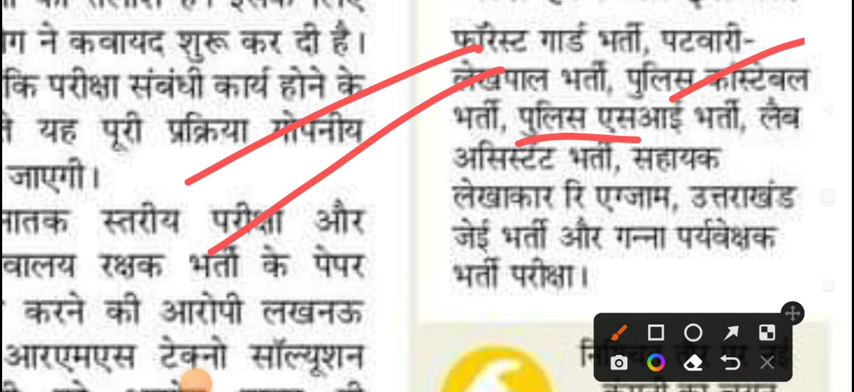 ग ने कवायद शुरू कर दी है।
कि परीक्षा संबंधी कार्य होने के
यह पूरी प्रक्रिया गोपनीय
जाएगी।
नातक स्तरीय परीक्षा और
वालय रक्षक भर्ती के पेपर
करने की आरोपी लखनऊ
आरएमएस टेक्नो सॉल्यूशन
फॉरेस्ट गार्ड भर्ती, पटवारी-
लेखपाल भर्ती, पुलिस कांस्टेबल
भर्ती, पुलिस एसआई भर्ती, लैब
असिस्टेंट भर्ती, सहायक
लेखाकार रि एग्जाम, उत्तराखंड
जेई भर्ती और गन्ना पर्यवेक्षक
भर्ती परीक्षा।